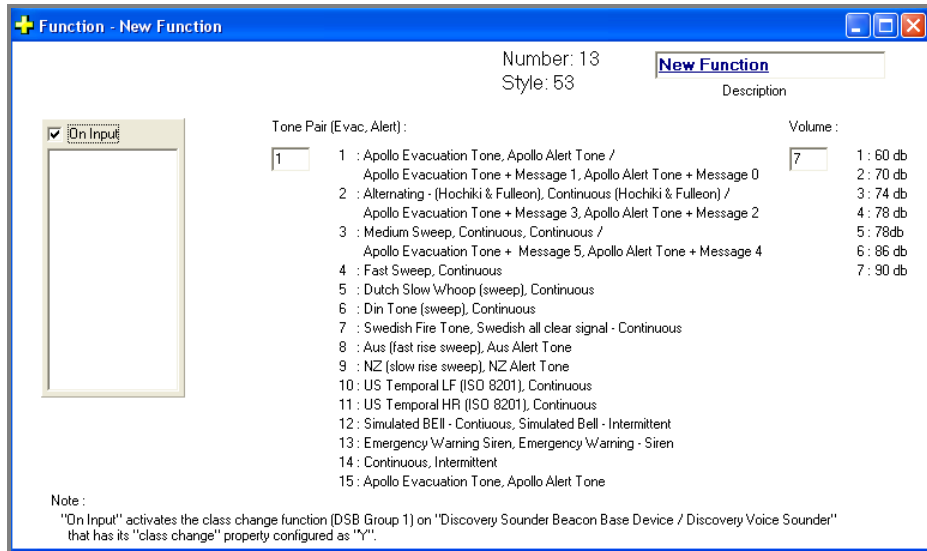 Function - New Function
Number: 13
Style: 53
New Function
Description
On Input
Tone Pair (Evac, Alert) :
1
1 : Apollo Evacuation Tone, Apollo Alert Tone /
Apollo Evacuation Tone + Message 1, Apollo Alert Tone + Message 0
2 : Alternating - (Hochiki & Fulleon), Continuous (Hochiki & Fulleon) /
Apollo Evacuation Tone + Message 3, Apollo Alert Tone + Message 2
3 : Medium Sweep, Continuous, Continuous /
Apollo Evacuation Tone + Message 5, Apollo Alert Tone + Message 4
4 : Fast Sweep, Continuous
5 : Dutch Slow Whoop (sweep), Continuous
6 : Din Tone (sweep), Continuous
7 : Swedish Fire Tone, Swedish all clear signal - Continuous
8 : Aus (fast rise sweep), Aus Alert Tone
9 : NZ (slow rise sweep), NZ Alert Tone
10 : US Temporal LF (ISO 8201), Continuous
11 : US Temporal HR (ISO 8201), Continuous
12 : Simulated BEll - Contiuous, Simulated Bell - Intermittent
13 : Emergency Warning Siren, Emergency Warning - Siren
14 : Continuous, Intermittent
15 : Apollo Evacuation Tone, Apollo Alert Tone
Volume :
7
1 : 60 db
2 : 70 db
3 : 74 db
4 : 78 db
5 : 78db
6 : 86 db
7 : 90 db
Note :
"On Input" activates the class change function (DSB Group 1) on "Discovery Sounder Beacon Base Device / Discovery Voice Sounder"
that has its "class change" property configured as "Y".